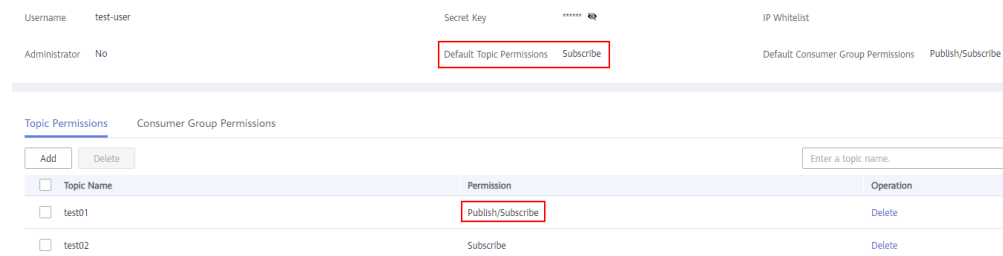 Username test-user Secret Key ****** IP Whitelist
Administrator No Default Topic Permissions Subscribe Default Consumer Group Permissions Publish/Subscribe
Topic Permissions Consumer Group Permissions
Add Delete Enter a topic name.
Topic Name Permission Operation
test01 Publish/Subscribe Delete
test02 Subscribe Delete